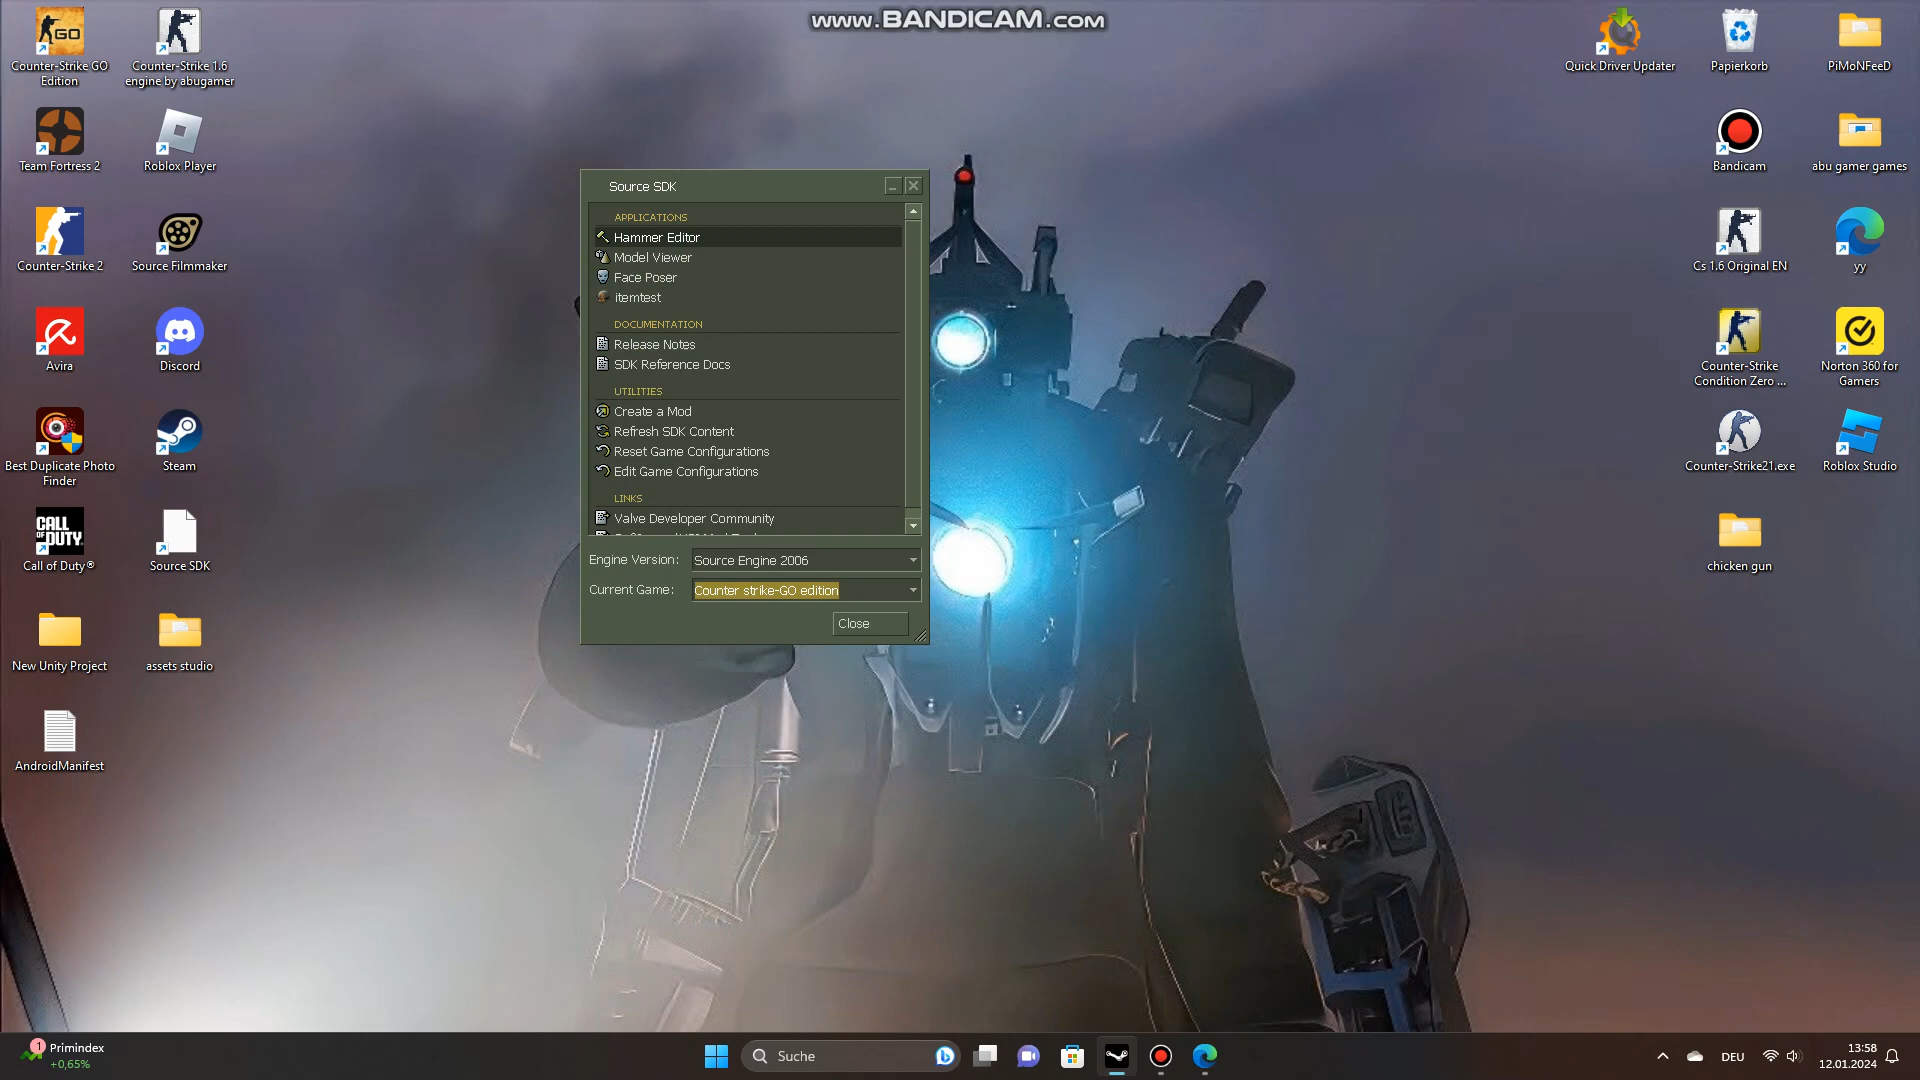 www.BANDICAM.com
Counter-Strike GO
Edition
Counter-Strike 1.6
engine by abugamer
Team Fortress 2
Roblox Player
Counter-Strike 2
Source Filmmaker
Avira
Discord
Best Duplicate Photo
Finder
Steam
CALL
OF DUTY
Call of Duty®
Source SDK
New Unity Project
assets studio
AndroidManifest
Source SDK
APPLICATIONS
Hammer Editor
Model Viewer
Face Poser
itemtest
DOCUMENTATION
Release Notes
SDK Reference Docs
UTILITIES
Create a Mod
Refresh SDK Content
Reset Game Configurations
Edit Game Configurations
LINKS
Valve Developer Community
Engine Version: Source Engine 2006
Current Game: Counter strike-GO edition
Close
Quick Driver Updater
Papierkorb
PiMoNFeeD
Bandicam
abu gamer games
Cs 1.6 Original EN
yy
Counter-Strike
Condition Zero ...
Norton 360 for
Gamers
Counter-Strike21.exe
Roblox Studio
chicken gun
1
Primindex
+0,65%
Suche
DEU
13:58
12.01.2024